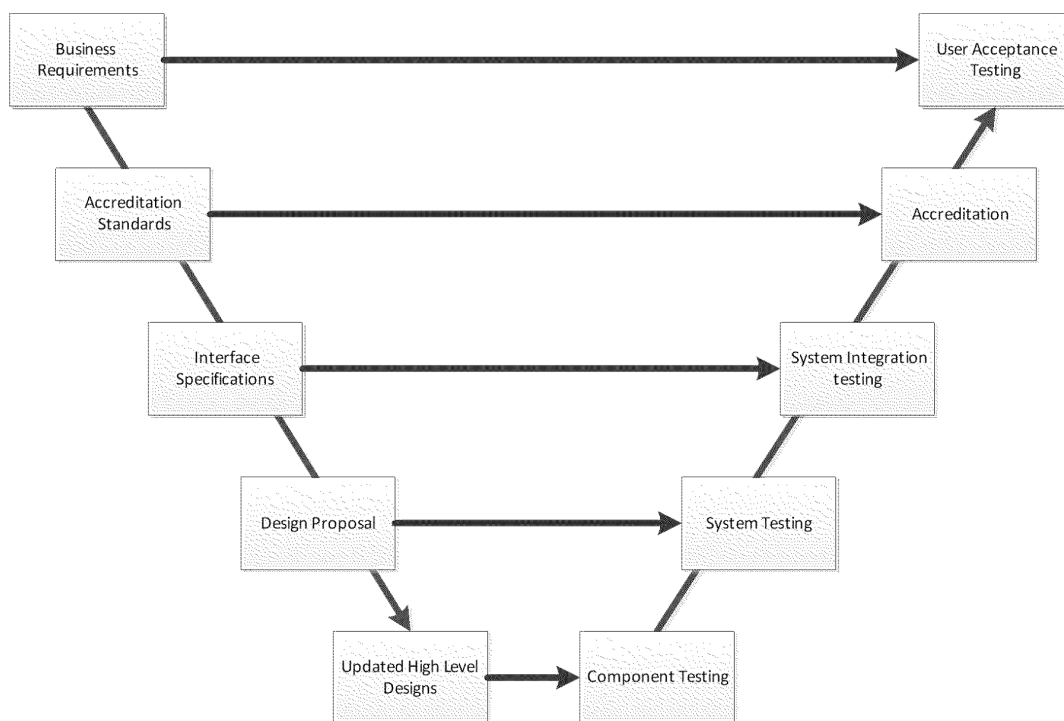 Business
Requirements
User Acceptance
Testing
Accreditation
Standards
Accreditation
Interface
Specifications
System Integration
testing
Design Proposal
System Testing
Updated High Level
Designs
Component Testing